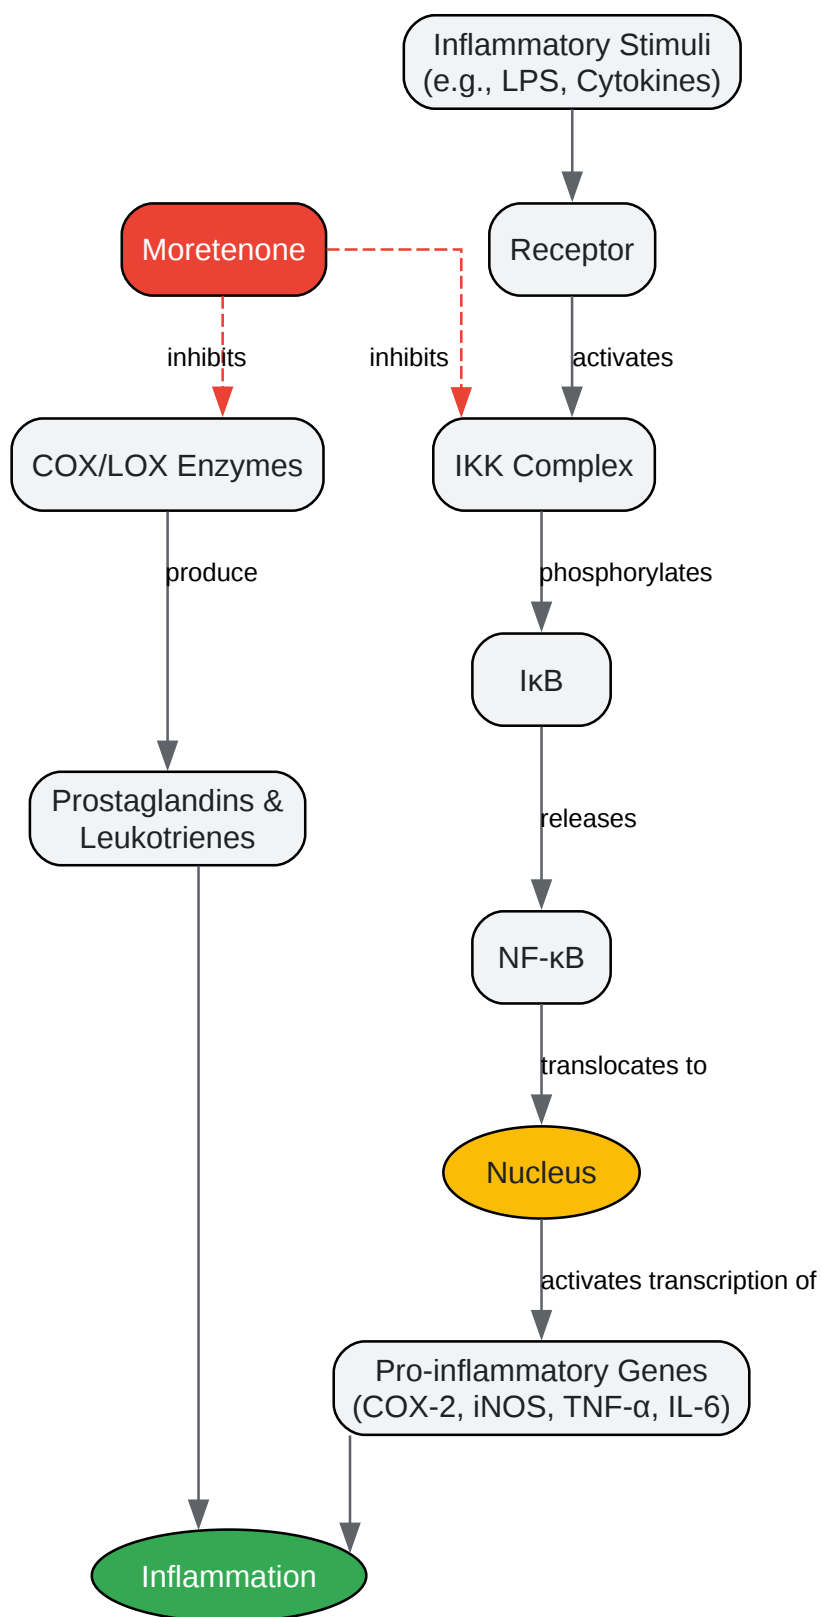 Inflammatory Stimuli
(e.g., LPS, Cytokines)
Moretenone
Receptor
inhibits
inhibits
activates
COX/LOX Enzymes
IKK Complex
produce
phosphorylates
IκB
Prostaglandins &
Leukotrienes
releases
NF-κB
translocates to
Nucleus
activates transcription of
Pro-inflammatory Genes
(COX-2, iNOS, TNF-α, IL-6)
Inflammation